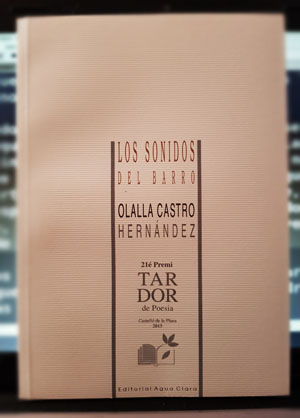 LOS SONIDOS
DEL BARRO
OLALLA CASTRO
HERNÁNDEZ
21é Premi
TAR
DOR
de Poesia
Castelló de la Plana
2015
Editorial Agua Clara